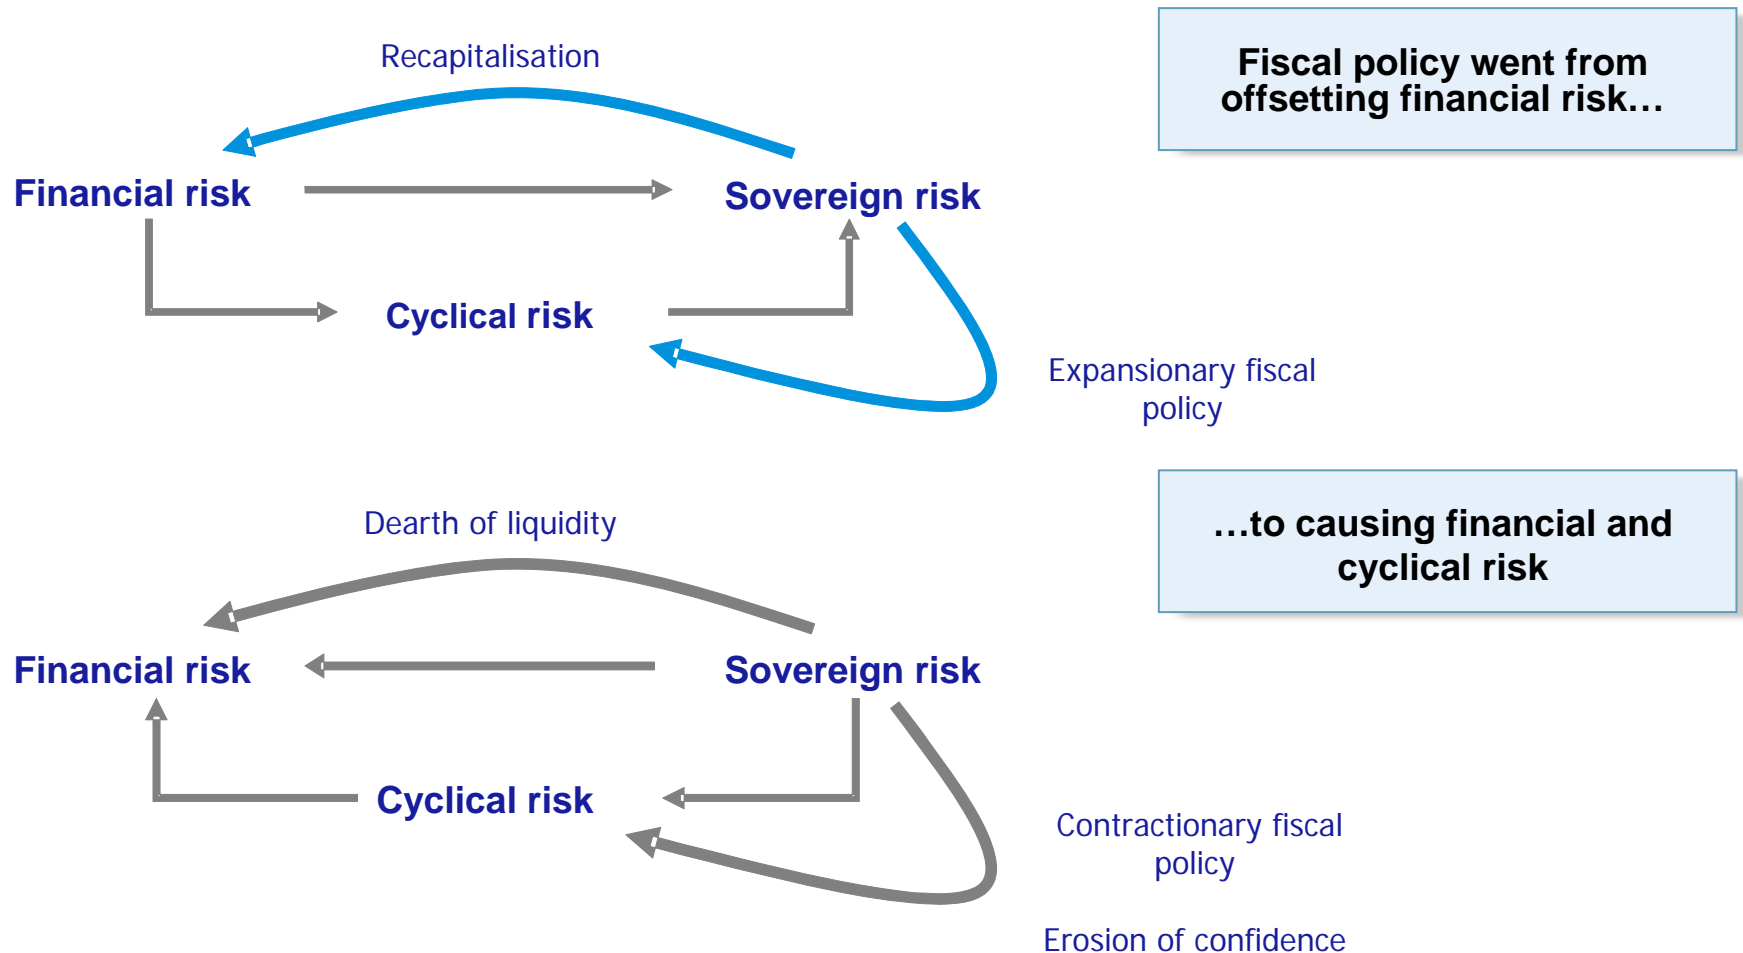 Recapitalisation
Fiscal policy went from
offsetting financial risk…
Financial risk
Sovereign risk
Cyclical risk
Expansionary fiscal
policy
Dearth of liquidity
…to causing financial and
cyclical risk
Financial risk
Sovereign risk
Cyclical risk
Contractionary fiscal
policy
Erosion of confidence